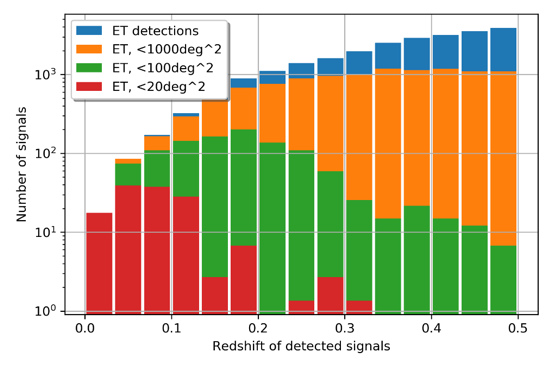 ET detections
ET, <1000deg^2
ET, <100deg^2
ET, <20deg^2
Number of signals
10^3
10^2
10^1
10^0
0.0 0.1 0.2 0.3 0.4 0.5
Redshift of detected signals